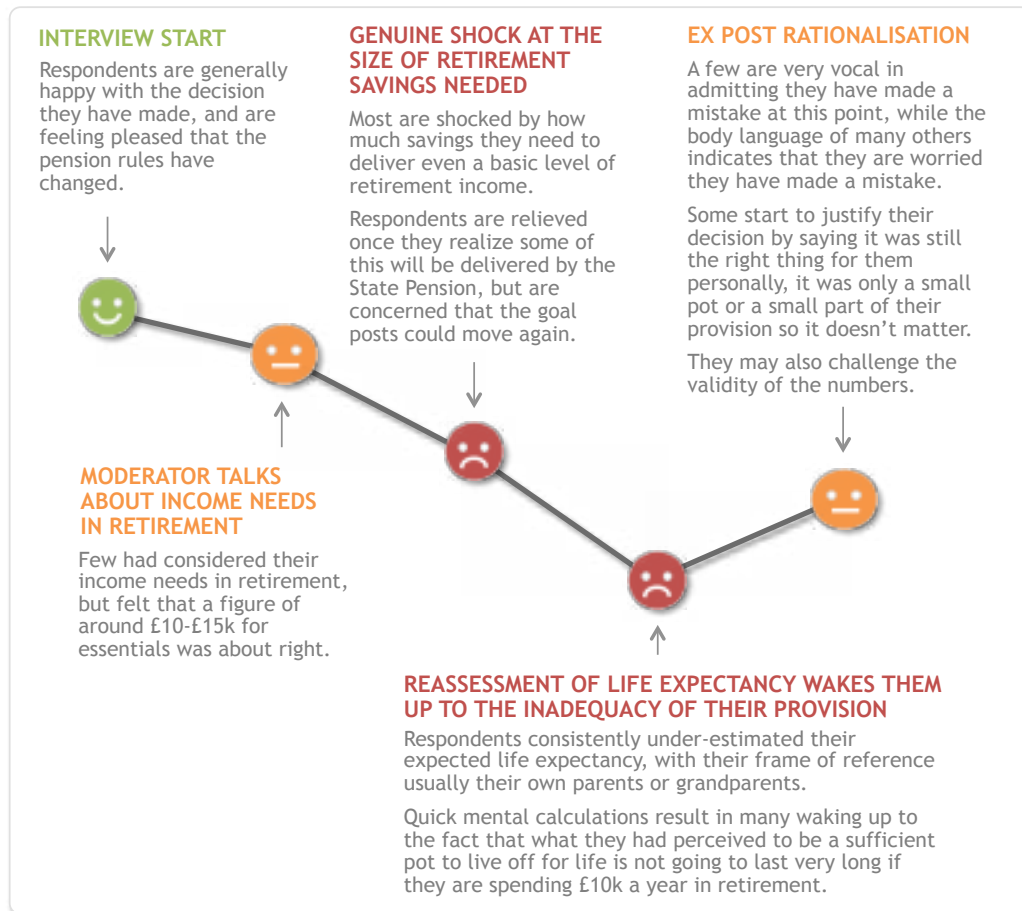 INTERVIEW START
Respondents are generally
happy with the decision
they have made, and are
feeling pleased that the
pension rules have
changed.
MODERATOR TALKS
ABOUT INCOME NEEDS
IN RETIREMENT
Few had considered their
income needs in retirement,
but felt that a figure of
around £10-£15k for
essentials was about right.
GENUINE SHOCK AT THE
SIZE OF RETIREMENT
SAVINGS NEEDED
Most are shocked by how
much savings they need to
deliver even a basic level of
retirement income.
Respondents are relieved
once they realize some of
this will be delivered by the
State Pension, but are
concerned that the goal
posts could move again.
REASSESSMENT OF LIFE EXPECTANCY WAKES THEM
UP TO THE INADEQUACY OF THEIR PROVISION
Respondents consistently under-estimated their
expected life expectancy, with their frame of reference
usually their own parents or grandparents.
Quick mental calculations result in many waking up to
the fact that what they had perceived to be a sufficient
pot to live off for life is not going to last very long if
they are spending £10k a year in retirement.
EX POST RATIONALISATION
A few are very vocal in
admitting they have made a
mistake at this point, while the
body language of many others
indicates that they are worried
they have made a mistake.
Some start to justify their
decision by saying it was still
the right thing for them
personally, it was only a small
pot or a small part of their
provision so it doesn't matter.
They may also challenge the
validity of the numbers.